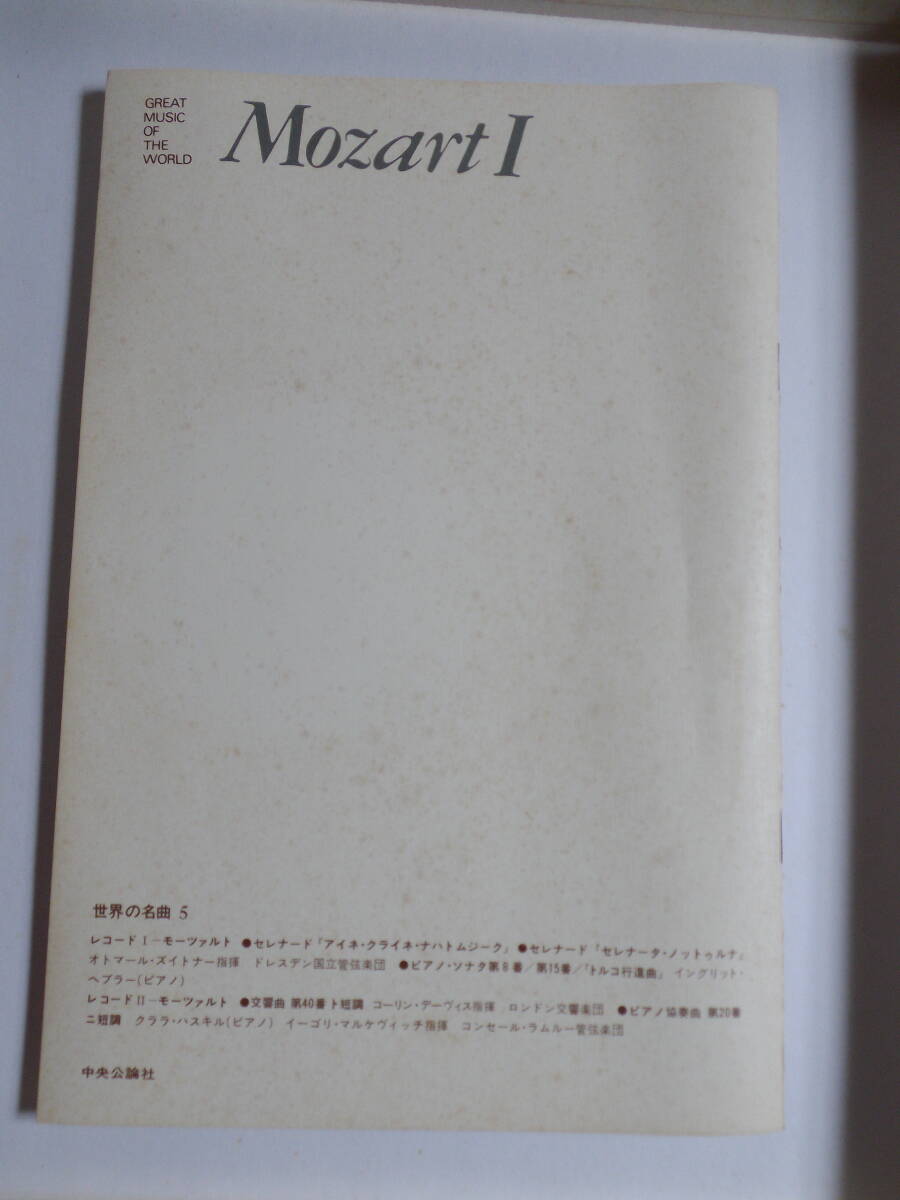 GREAT
MUSIC
OF
THE
WORLD
Mozart I
世界の名曲 5
レコードⅠ—モーツァルト ●セレナード「アイネ・クライネ・ナハトムジーク」●セレナード「セレナータ・ノットゥルナ」
オトマール・ズイトナー指揮 ドレスデン国立管弦楽団 ●ピアノ・ソナタ第8番／第15番／「トルコ行進曲」イングリット・
ヘブラー(ピアノ)
レコードⅡ—モーツァルト ●交響曲 第40番 ト短調 コーリン・デーヴィス指揮 ロンドン交響楽団 ●ピアノ協奏曲 第20番
ニ短調 クララ・ハスキル(ピアノ) イーゴリ・マルケヴィッチ指揮 コンセール・ラムルー管弦楽団
中央公論社